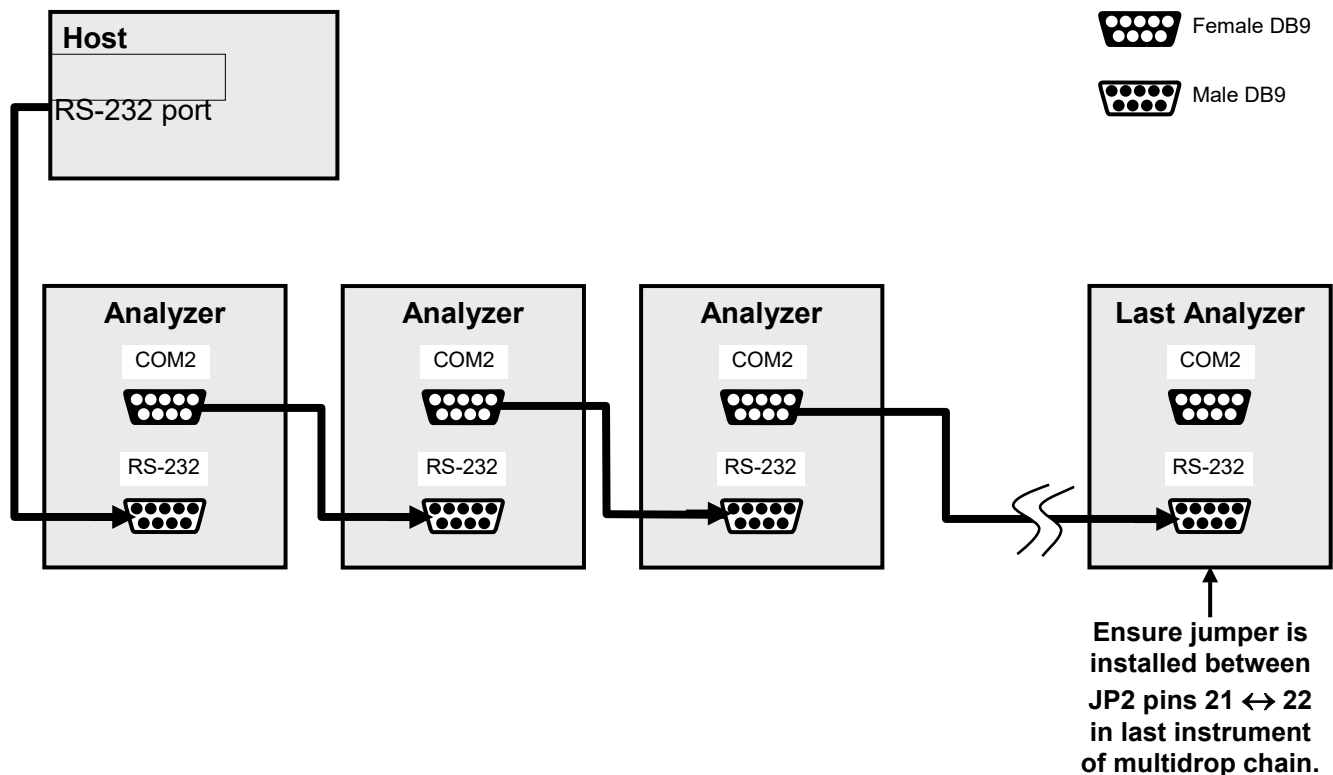 Host
RS-232 port
Female DB9
Male DB9
Analyzer
COM2
RS-232
Analyzer
COM2
RS-232
Analyzer
COM2
RS-232
Last Analyzer
COM2
RS-232
Ensure jumper is
installed between
JP2 pins 21 ↔ 22
in last instrument
of multidrop chain.